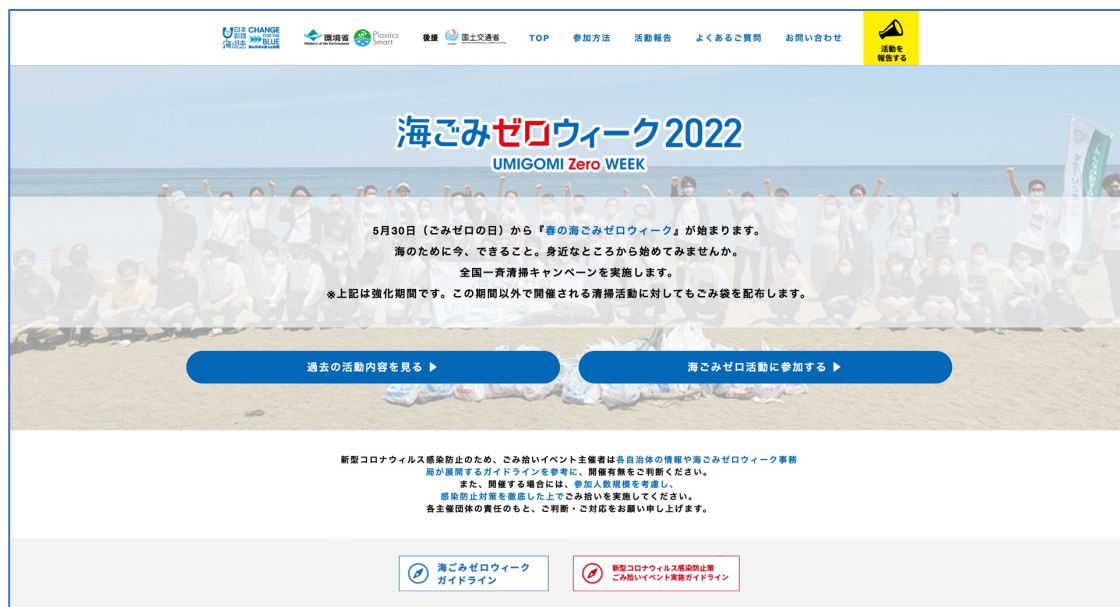 日本財団
海と日本
CHANGE
FOR THE
BLUE
環境省
Ministry of the Environment
Plastics
Smart
後援
国土交通省
TOP
参加方法
活動報告
よくあるご質問
お問い合わせ
活動を
報告する
海ごみゼロウィーク2022
UMIGOMI Zero WEEK
5月30日（ごみゼロの日）から『春の海ごみゼロウィーク』が始まります。
海のために今、できること。身近なところから始めてみませんか。
全国一斉清掃キャンペーンを実施します。
※上記は強化期間です。この期間以外で開催される清掃活動に対してもごみ袋を配布します。
過去の活動内容を見る ▶
海ごみゼロ活動に参加する ▶
新型コロナウィルス感染防止のため、ごみ拾いイベント主催者は各自治体の情報や海ごみゼロウィーク事務
局が展開するガイドラインを参考に、開催有無をご判断ください。
また、開催する場合には、参加人数規模を考慮し、
感染防止対策を徹底した上でごみ拾いを実施してください。
各主催団体の責任のもと、ご判断・ご対応をお願い申し上げます。
海ごみゼロウィーク
ガイドライン
新型コロナウィルス感染防止策
ごみ拾いイベント実施ガイドライン